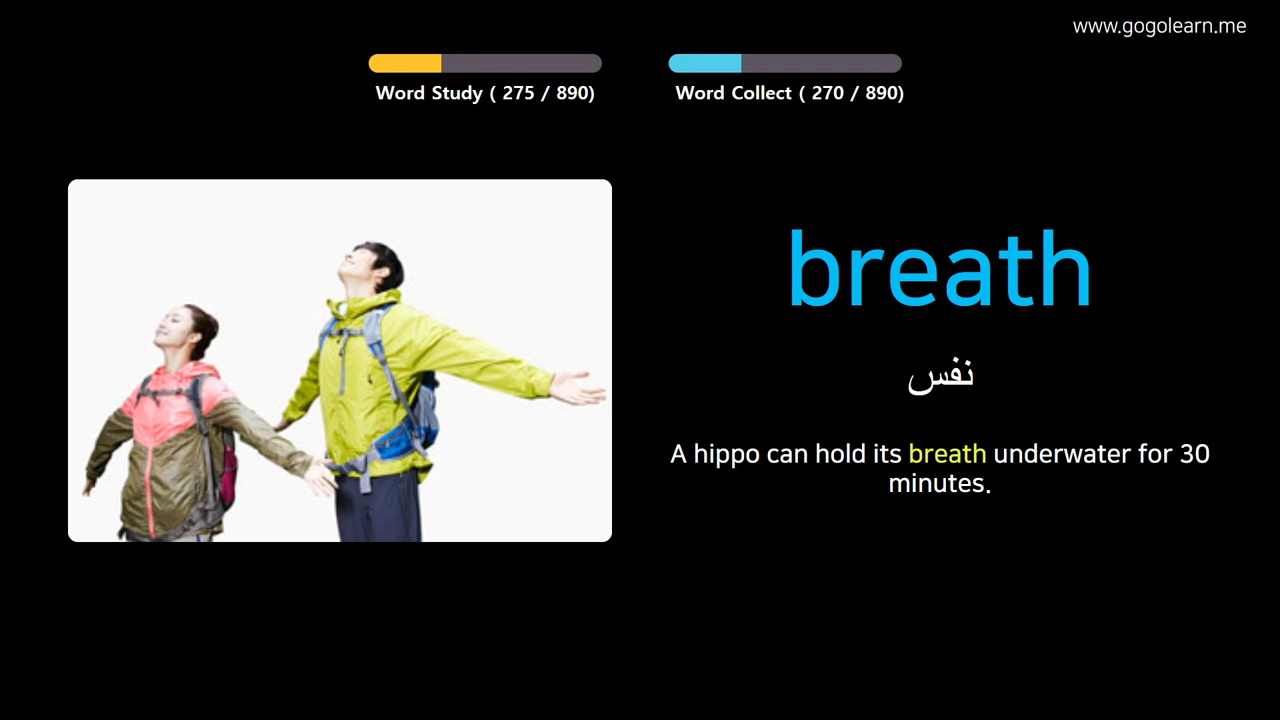 www.gogolearn.me
Word Study ( 275 / 890)
Word Collect ( 270 / 890)
breath
نفس
A hippo can hold its breath underwater for 30
minutes.